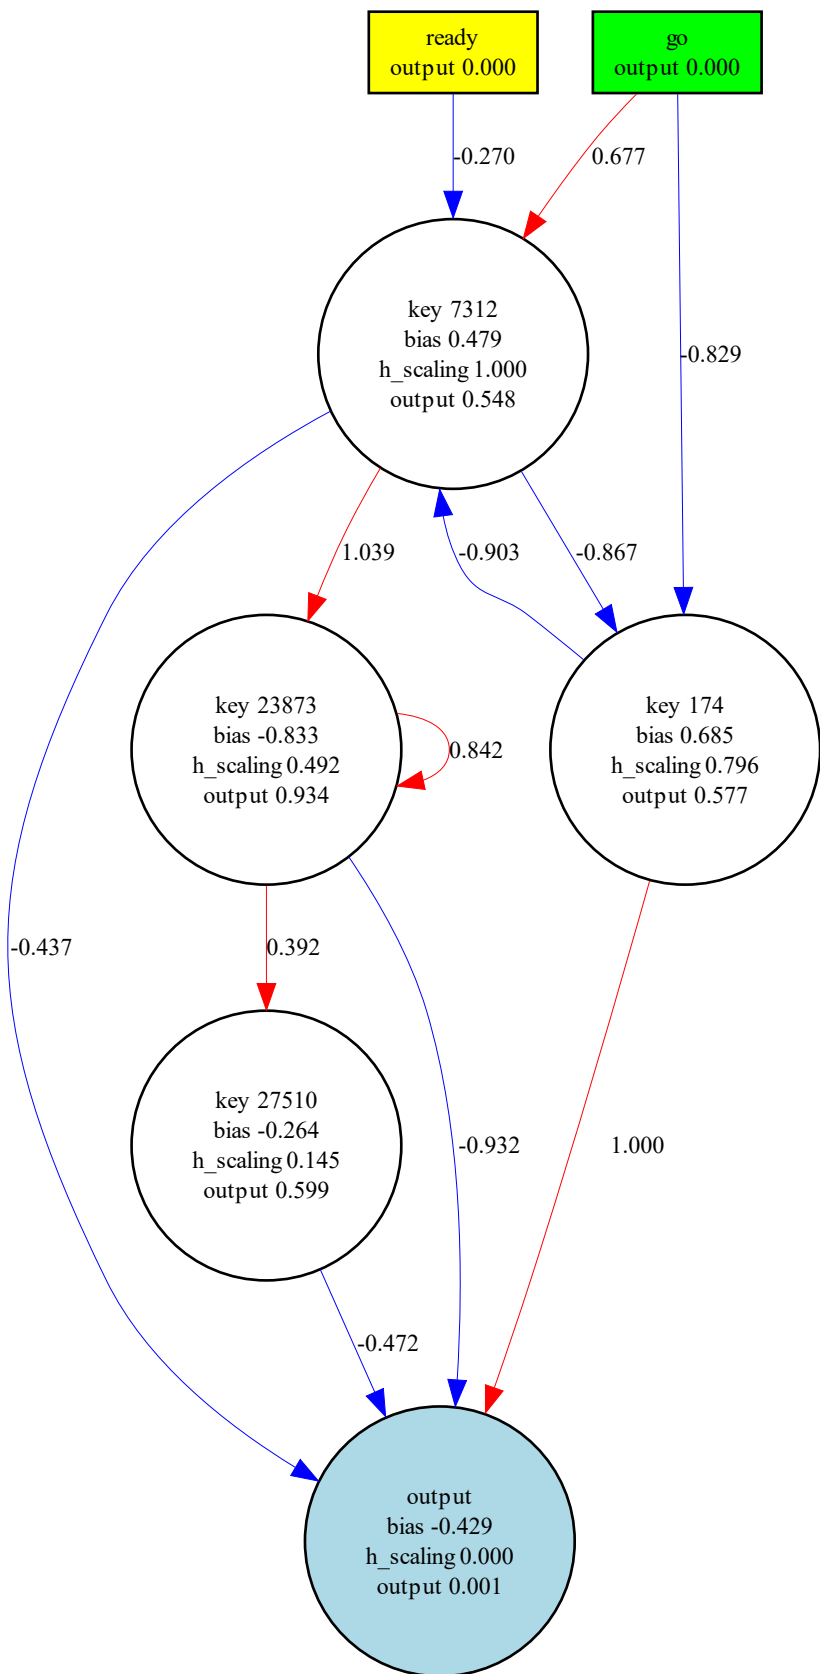 ready
output 0.000
go
output 0.000
-0.270
0.677
key 7312
bias 0.479
h_scaling 1.000
output 0.548
-0.829
1.039
-0.903
-0.867
key 23873
bias -0.833
h_scaling 0.492
output 0.934
0.842
key 174
bias 0.685
h_scaling 0.796
output 0.577
-0.437
0.392
key 27510
bias -0.264
h_scaling 0.145
output 0.599
-0.932
1.000
-0.472
output
bias -0.429
h_scaling 0.000
output 0.001